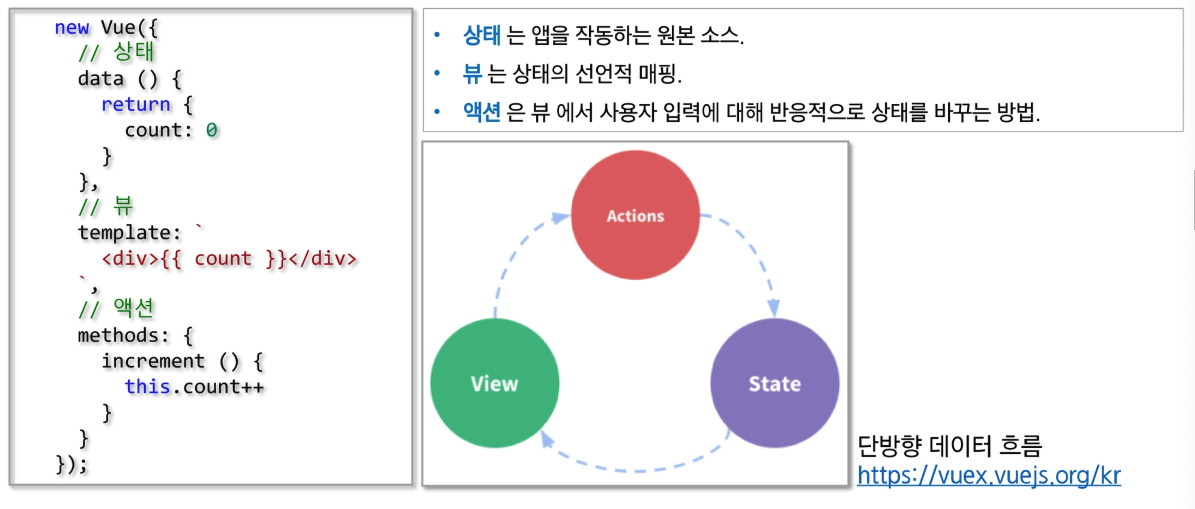 new Vue({
// 상태
data () {
return {
count: 0
}
},
// 뷰
template: `
<div>{{ count }}</div>
`,
// 액션
methods: {
increment () {
this.count++
}
}
});
• 상태 는 앱을 작동하는 원본 소스.
• 뷰 는 상태의 선언적 매핑.
• 액션 은 뷰 에서 사용자 입력에 대해 반응적으로 상태를 바꾸는 방법.
Actions
View
State
단방향 데이터 흐름
https://vuex.vuejs.org/kr